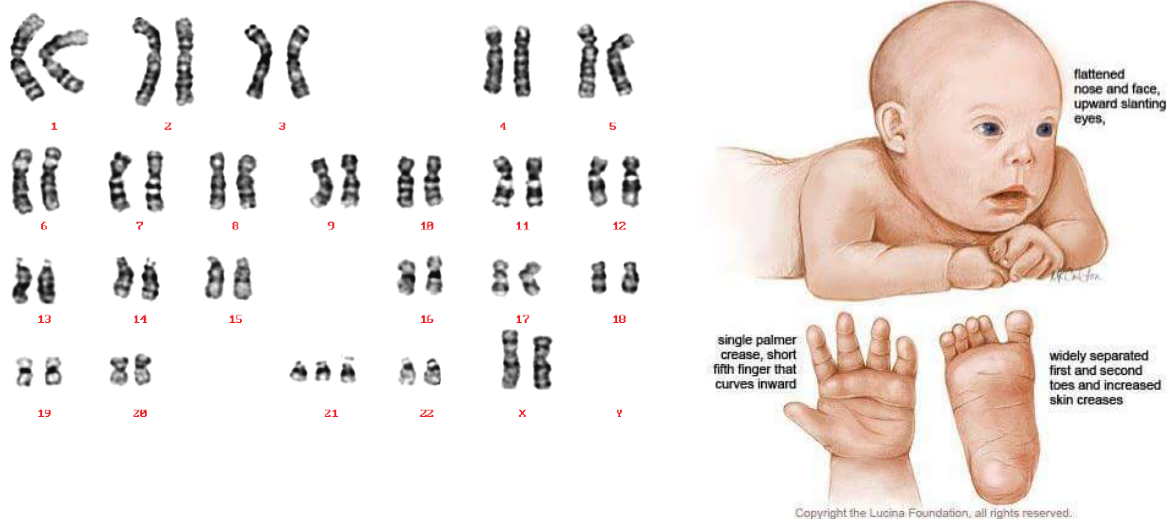 1 2 3 4 5
6 7 8 9 10 11 12
13 14 15 16 17 18
19 20 21 22 X Y
flattened
nose and face,
upward slanting
eyes,
single palmer
crease, short
fifth finger that
curves inward
widely separated
first and second
toes and increased
skin creases
Copyright the Lucina Foundation, all rights reserved.